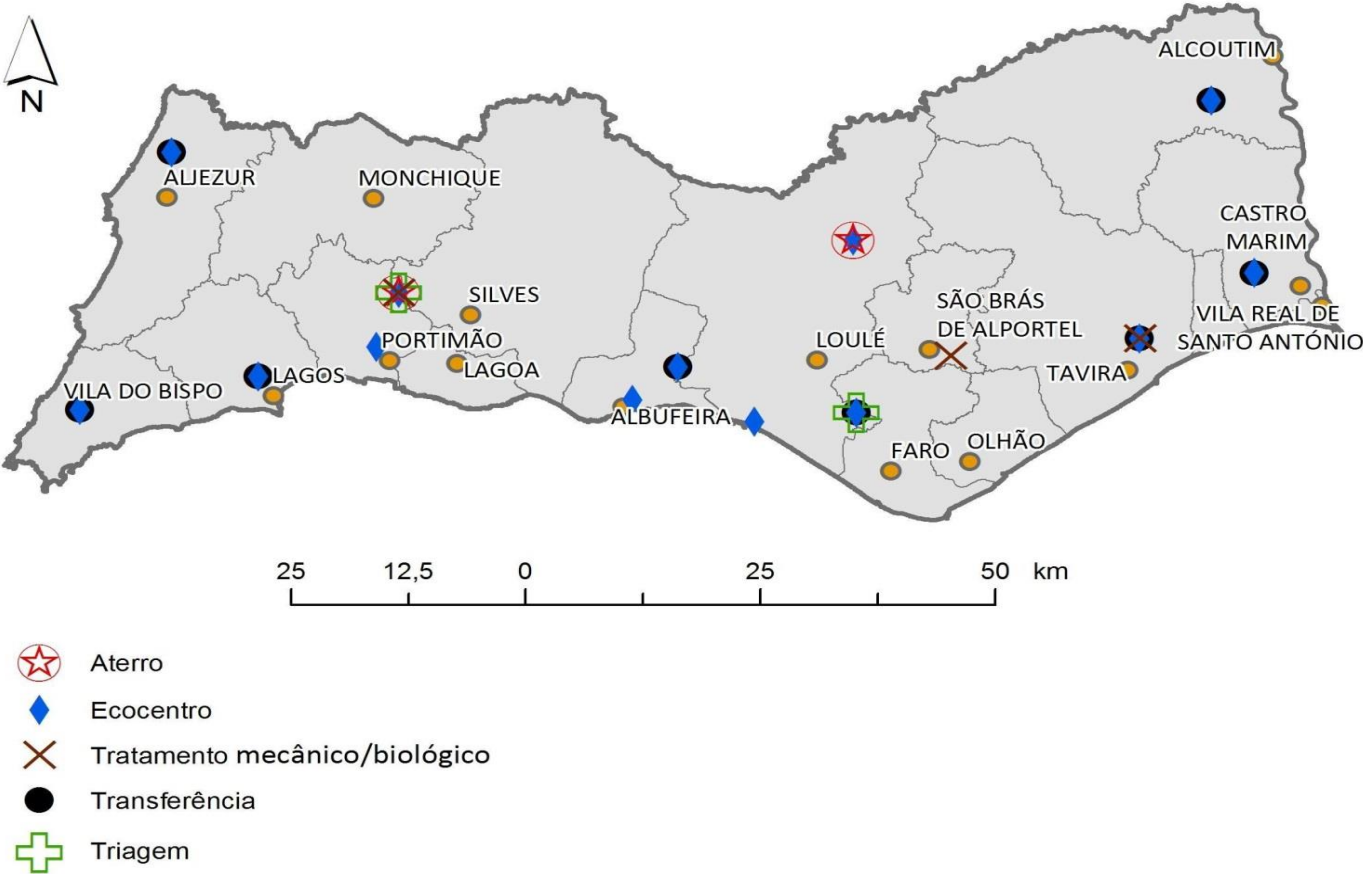 N
ALCOUTIM
ALJEZUR
MONCHIQUE
CASTRO
MARIM
SILVES
SÃO BRÁS
DE ALPORTEL
VILA REAL DE
SANTO ANTÓNIO
PORTIMÃO
LOULÉ
LAGOA
LAGOS
TAVIRA
VILA DO BISPO
ALBUFEIRA
FARO
OLHÃO
25 12,5 0 25 50 km
Aterro
Ecocentro
Tratamento mecânico/biológico
Transferência
Triagem